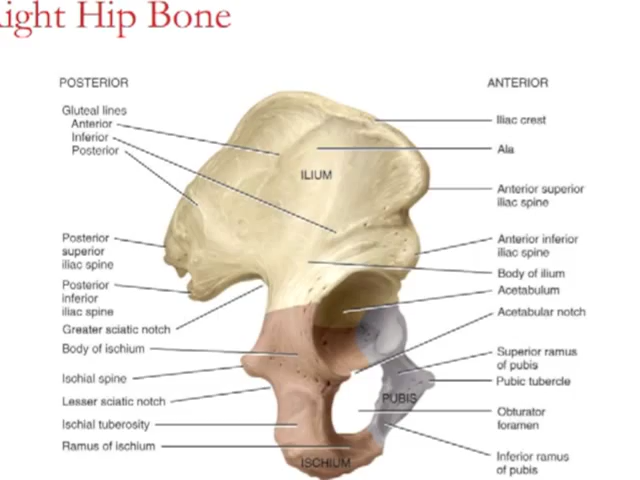 ight Hip Bone
POSTERIOR
ANTERIOR
Gluteal lines
Anterior
Inferior
Posterior
Posterior
superior
iliac spine
Posterior
inferior
iliac spine
Greater sciatic notch
Body of ischium
Ischial spine
Lesser sciatic notch
Ischial tuberosity
Ramus of ischium
ILIUM
PUBIS
ISCHIUM
Iliac crest
Ala
Anterior superior
iliac spine
Anterior inferior
iliac spine
Body of ilium
Acetabulum
Acetabular notch
Superior ramus
of pubis
Pubic tubercle
Obturator
foramen
Inferior ramus
of pubis